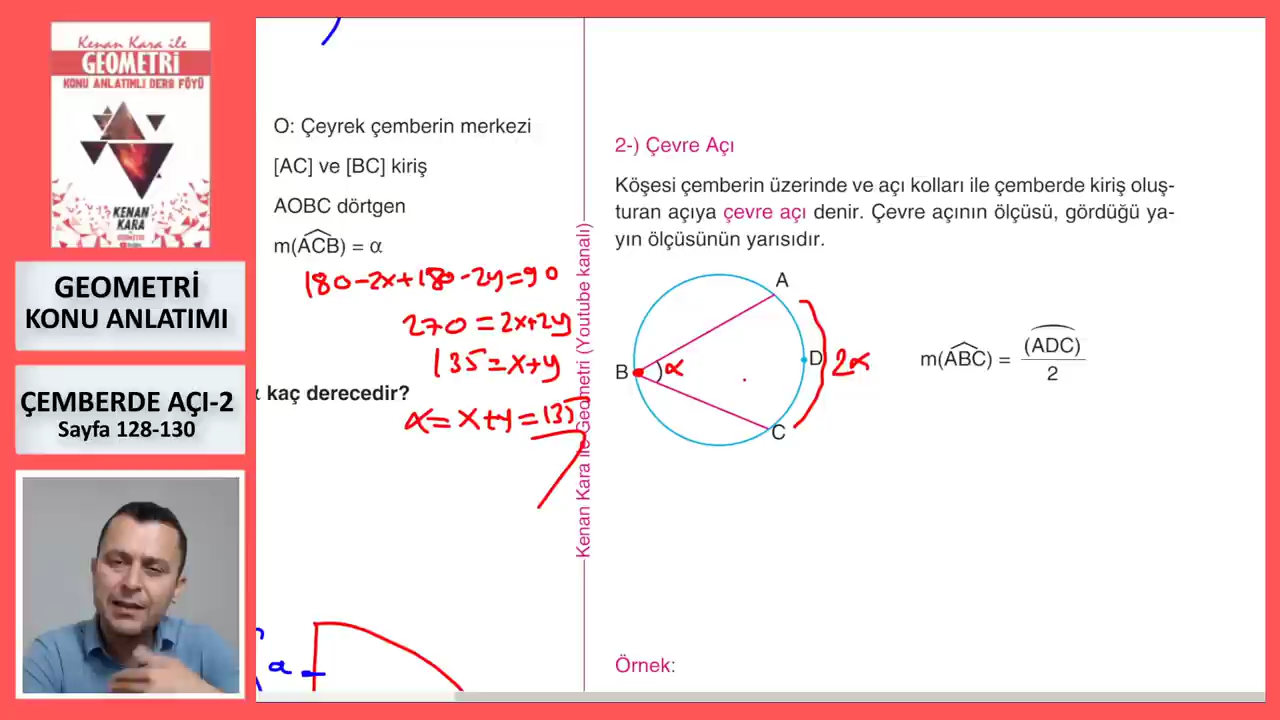 Kenan Kara ile
GEOMETRİ
KONU ANLATIMLI DERS FÖYÜ
KENAN
KARA
GEOMETRİ
KONU ANLATIMI
ÇEMBERDE AÇI-2
Sayfa 128-130
O: Çeyrek çemberin merkezi
[AC] ve [BC] kiriş
AOBC dörtgen
m(ACB) = α
180-2x+180-2y=90
270=2x+2y
135=x+y
kaç derecedir?
α=x+y=135
a
Kenan Kara ile Geometri (Youtube kanalı)
2-) Çevre Açı
Köşesi çemberin üzerinde ve açı kolları ile çemberde kiriş oluş-
turan açıya çevre açı denir. Çevre açının ölçüsü, gördüğü ya-
yın ölçüsünün yarısıdır.
A
B
α
D
2α
C
m(ABC) = (ADC)
2
Örnek: